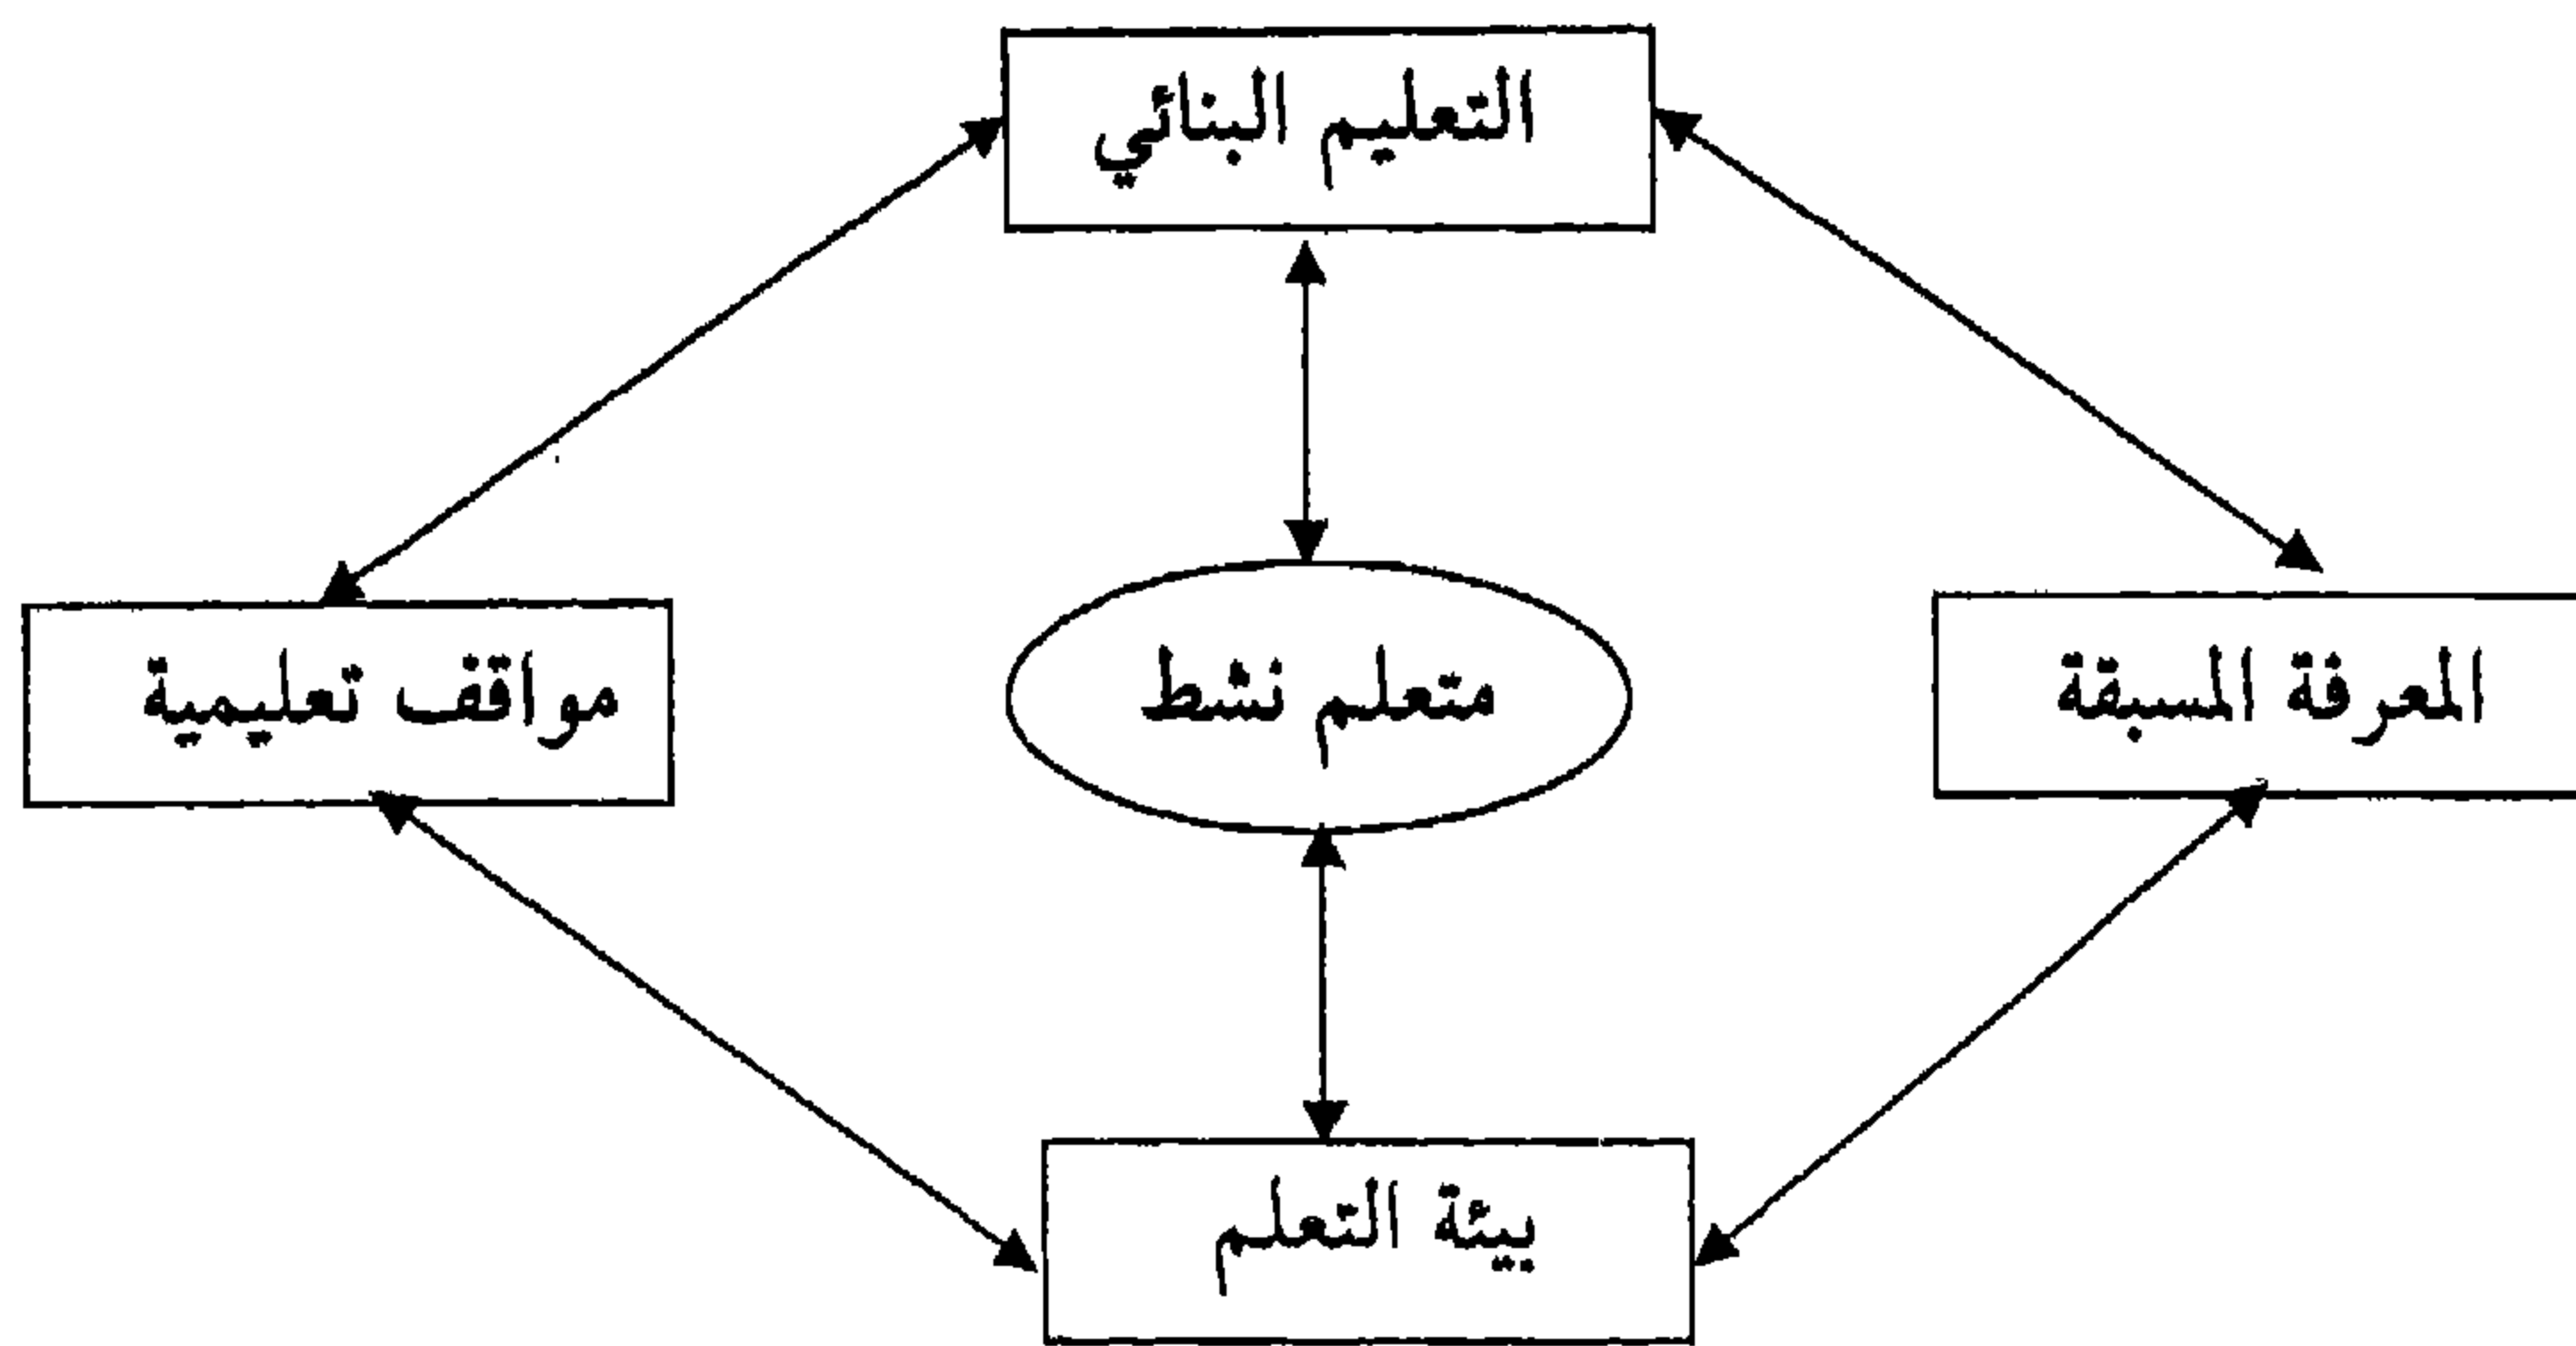 التعليم البنائي
المعرفة المسبقة
متعلم نشط
مواقف تعليمية
بيئة التعلم